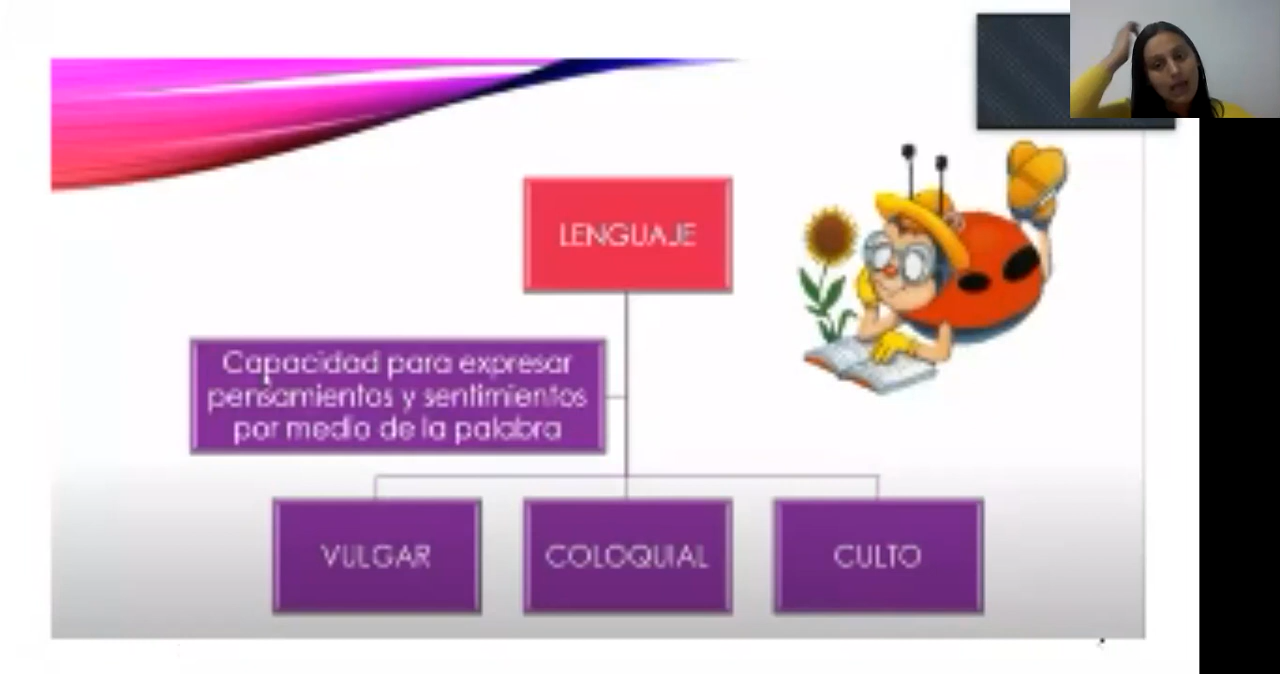 LENGUAJE
Capacidad para expresar
pensamientos y sentimientos
por medio de la palabra
VULGAR
COLOQUIAL
CULTO